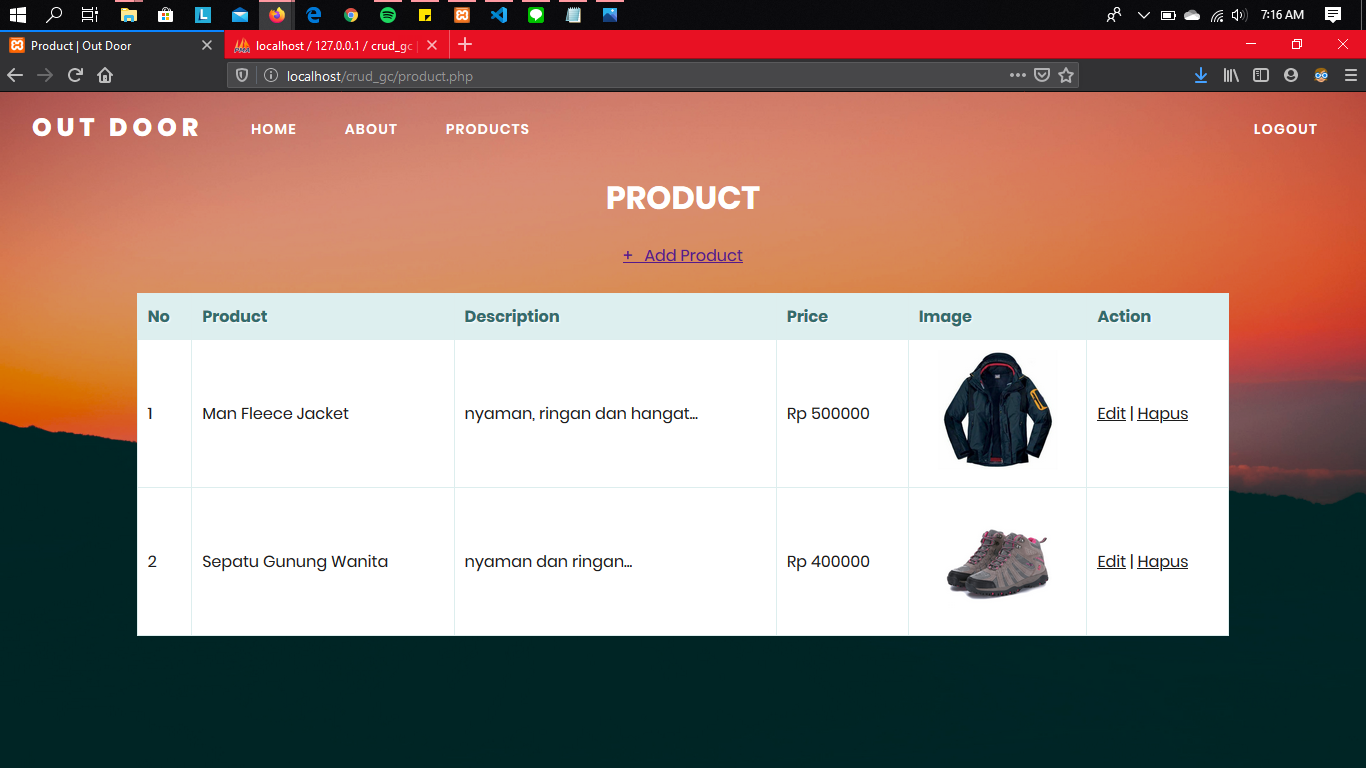 7:16 AM
Product | Out Door
localhost / 127.0.0.1 / crud_gc |
localhost/crud_gc/product.php
OUT DOOR HOME ABOUT PRODUCTS LOGOUT
PRODUCT
+ Add Product
No Product Description Price Image Action
1 Man Fleece Jacket nyaman, ringan dan hangat... Rp 500000 Edit | Hapus
2 Sepatu Gunung Wanita nyaman dan ringan... Rp 400000 Edit | Hapus